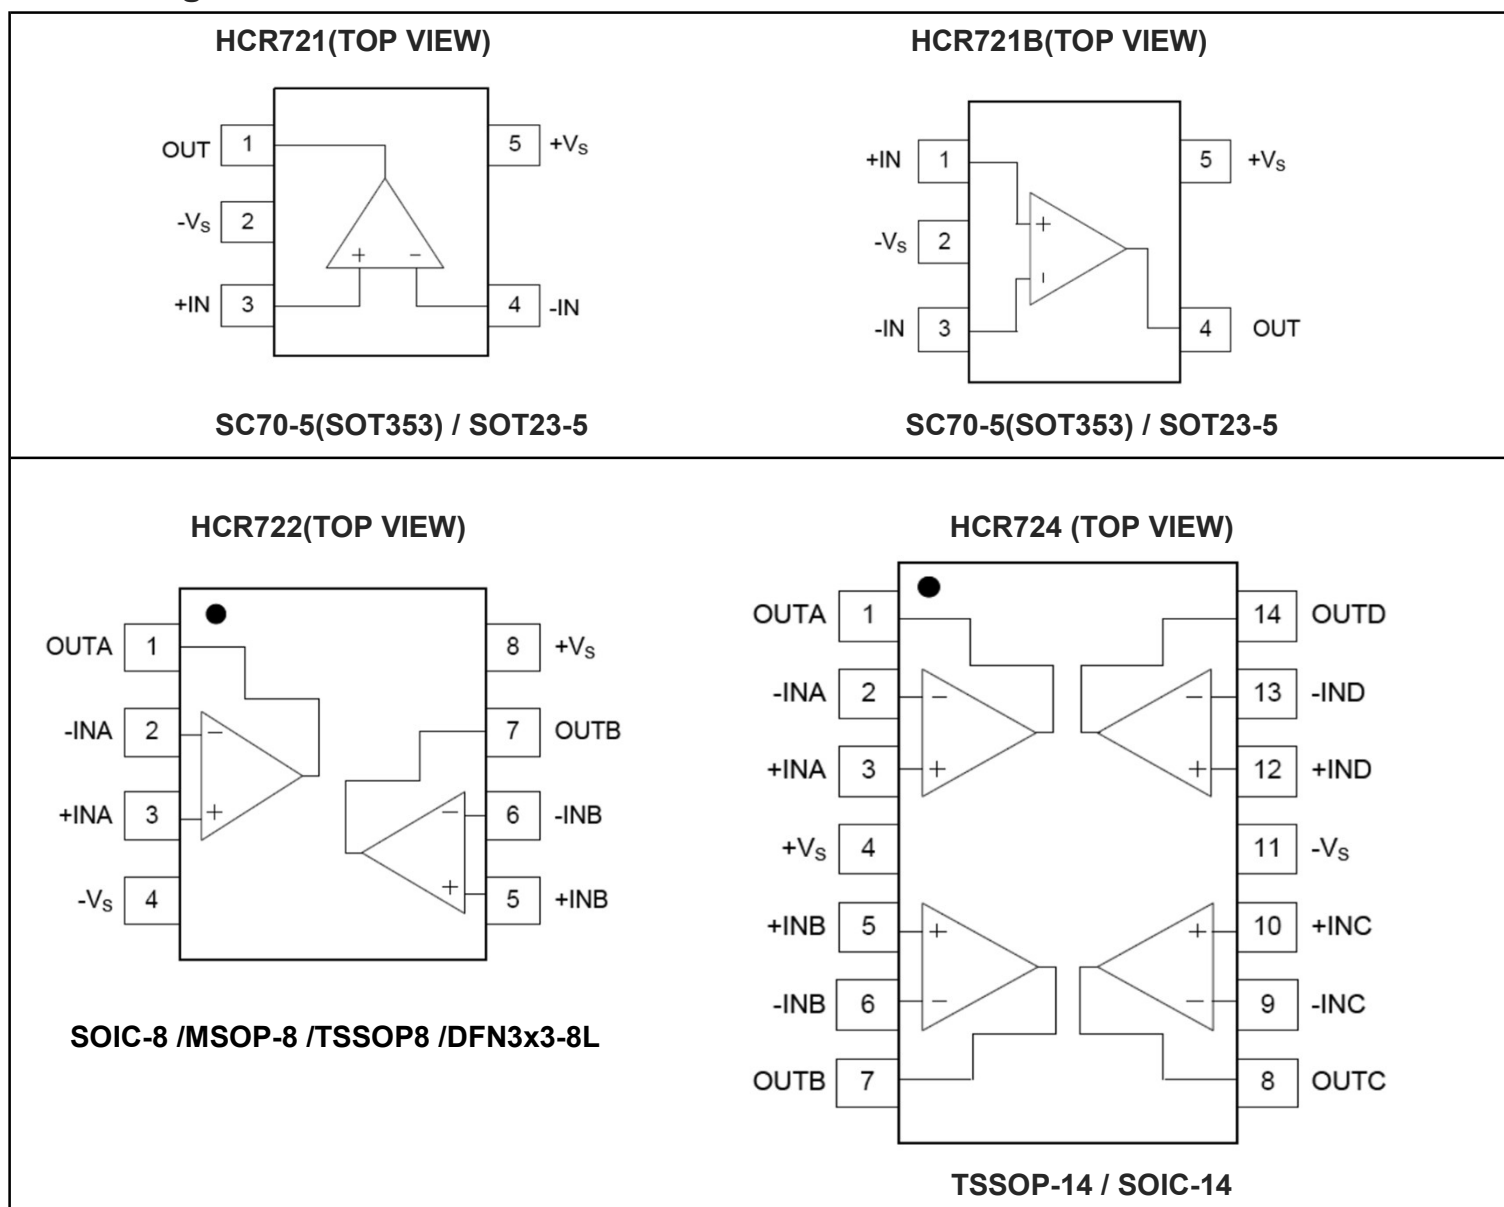 HCR721(TOP VIEW)
OUT 1
5 +VS
-VS 2
+IN 3
4 -IN
+ −
SC70-5(SOT353) / SOT23-5
HCR721B(TOP VIEW)
+IN 1
5 +VS
-VS 2
-IN 3
4 OUT
+
−
SC70-5(SOT353) / SOT23-5
HCR722(TOP VIEW)
OUTA 1
8 +VS
-INA 2 −
7 OUTB
+INA 3 +
− 6 -INB
-VS 4
+ 5 +INB
SOIC-8 /MSOP-8 /TSSOP8 /DFN3x3-8L
HCR724 (TOP VIEW)
OUTA 1
14 OUTD
-INA 2 −
− 13 -IND
+INA 3 +
+ 12 +IND
+VS 4
11 -VS
+INB 5 +
+ 10 +INC
-INB 6 −
− 9 -INC
OUTB 7
8 OUTC
TSSOP-14 / SOIC-14